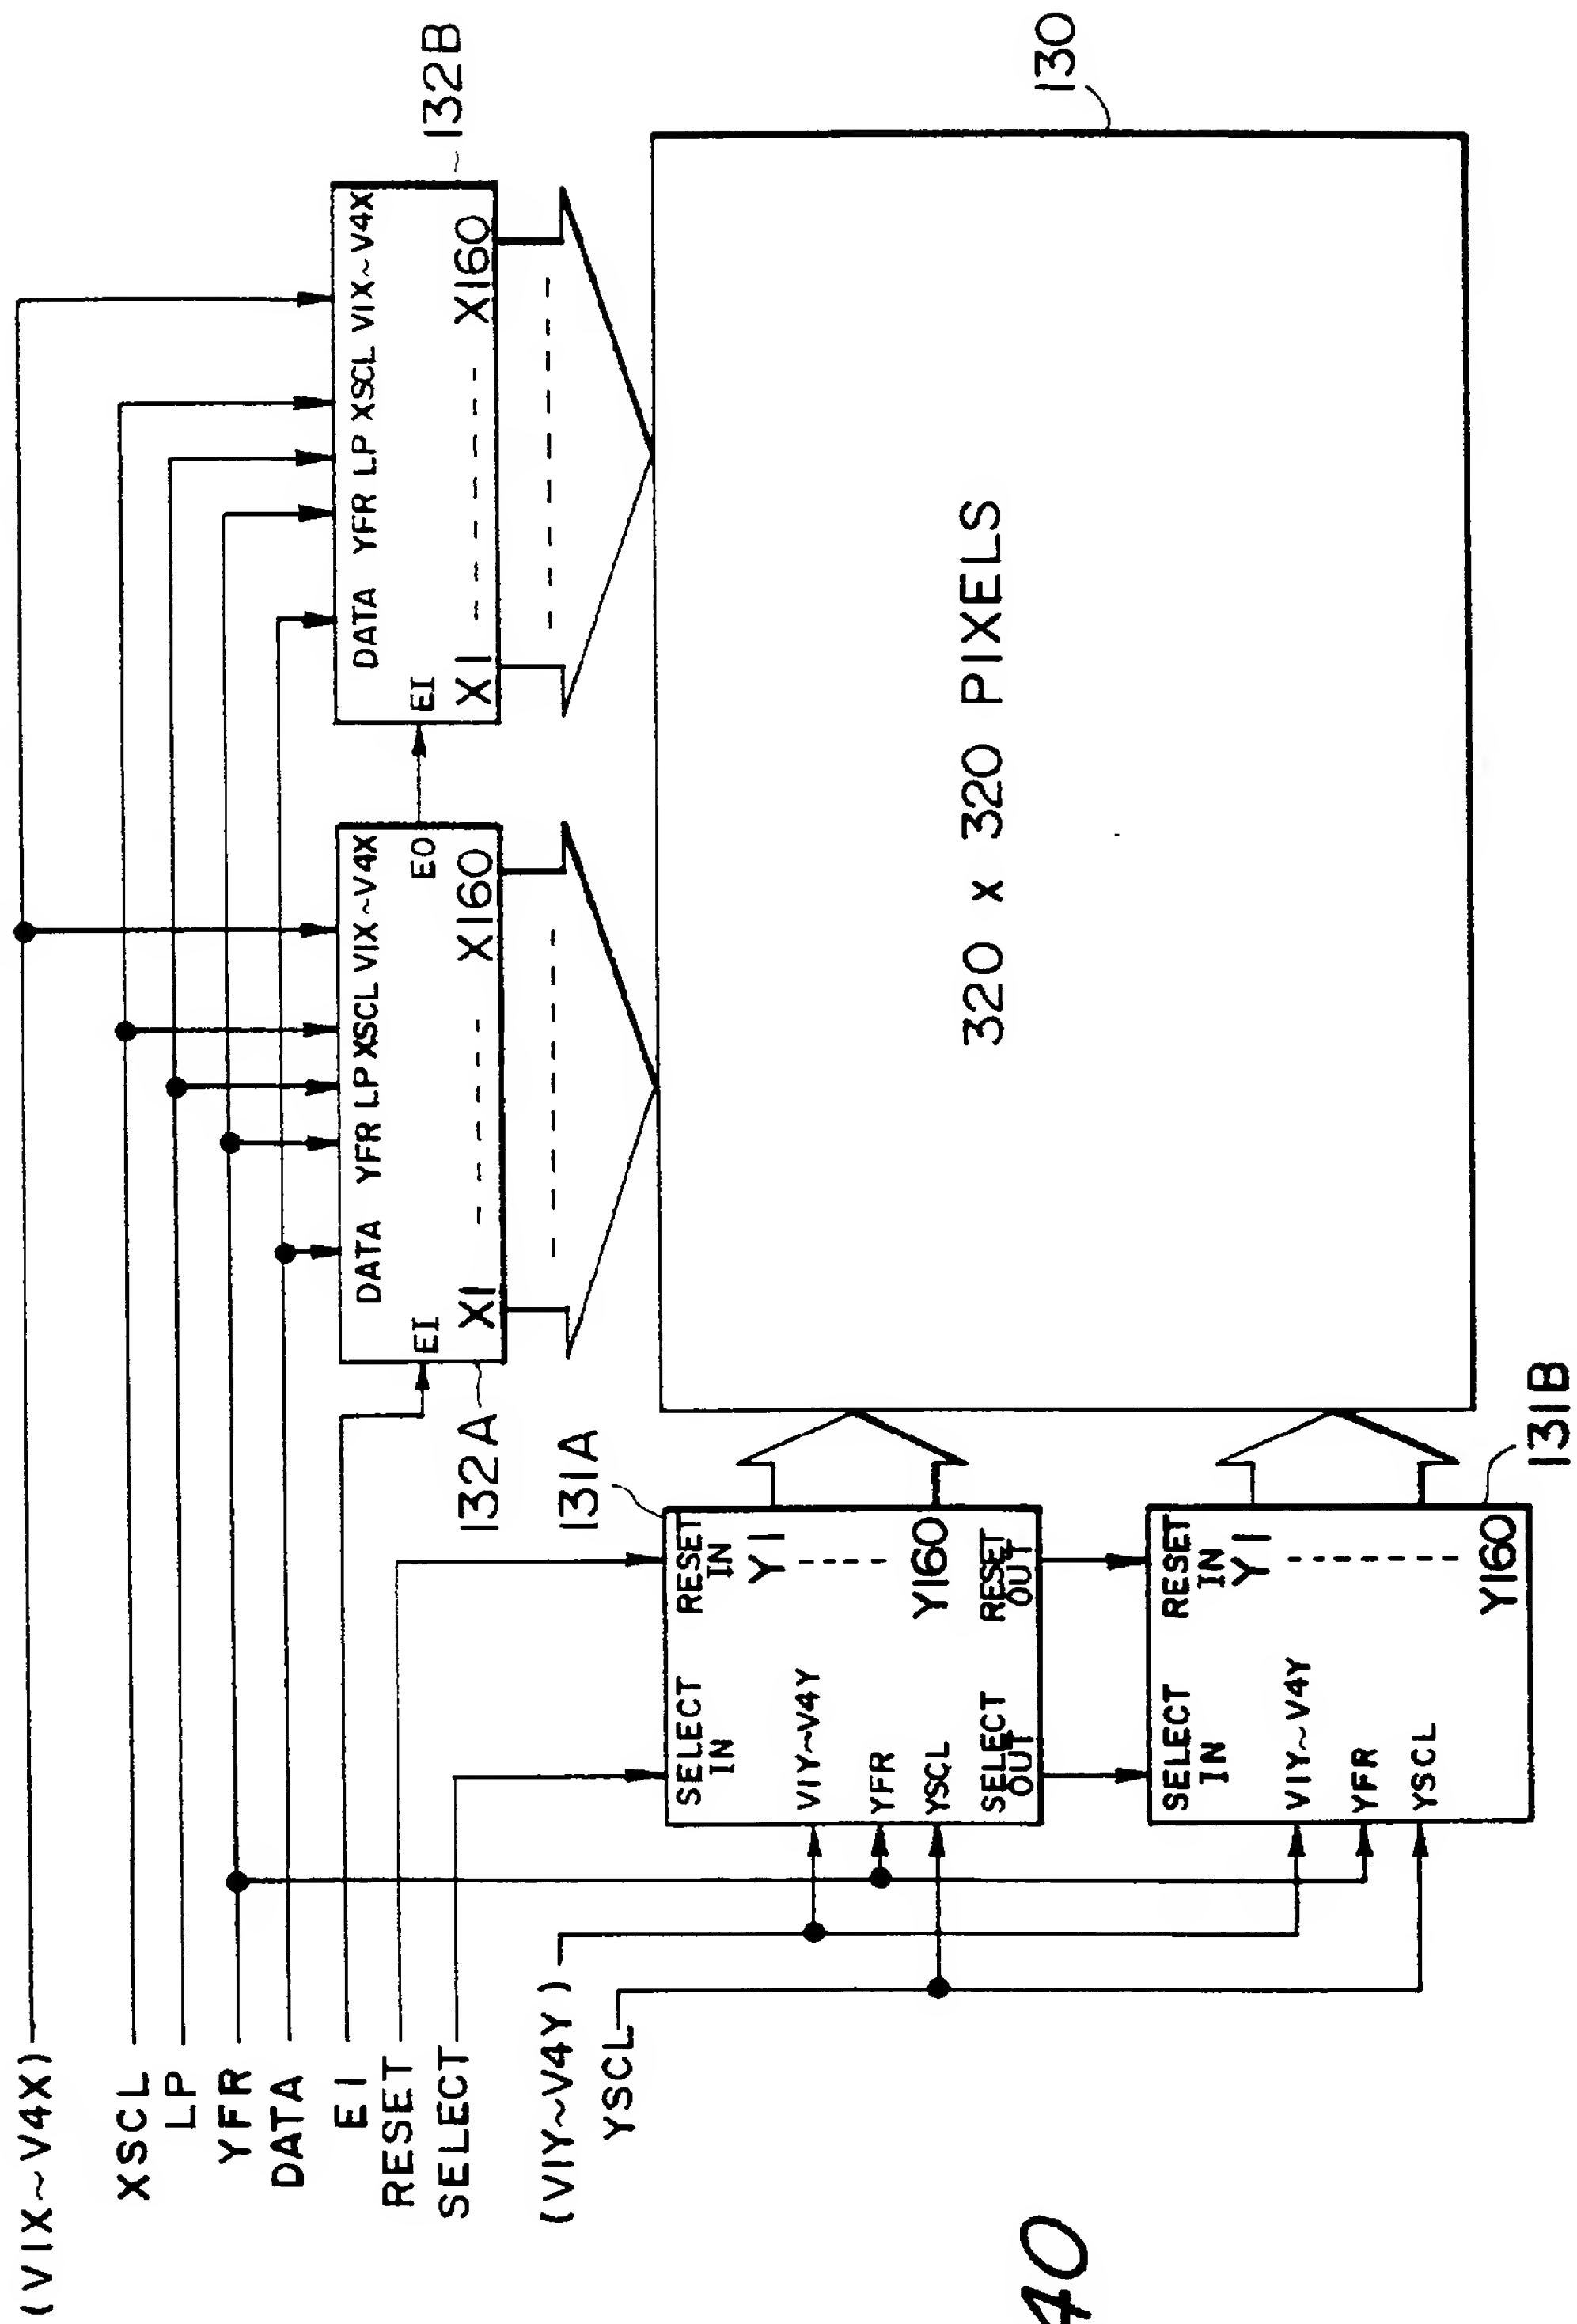 (V1X~V4X)
XSCL
LP
YFR
DATA
EI
RESET
SELECT
(V1Y~V4Y)
YSCL
132A
DATA YFR LP XSCL V1X~V4X
EI
EO
X1 X160
132B
DATA YFR LP XSCL V1X~V4X
EI
X1 X160
131A
SELECT IN
RESET IN
V1Y~V4Y
Y1
YFR
YSCL
Y160
SELECT OUT
RESET OUT
131B
SELECT IN
RESET IN
V1Y~V4Y
Y1
YFR
YSCL
Y160
320 x 320 PIXELS
130
40